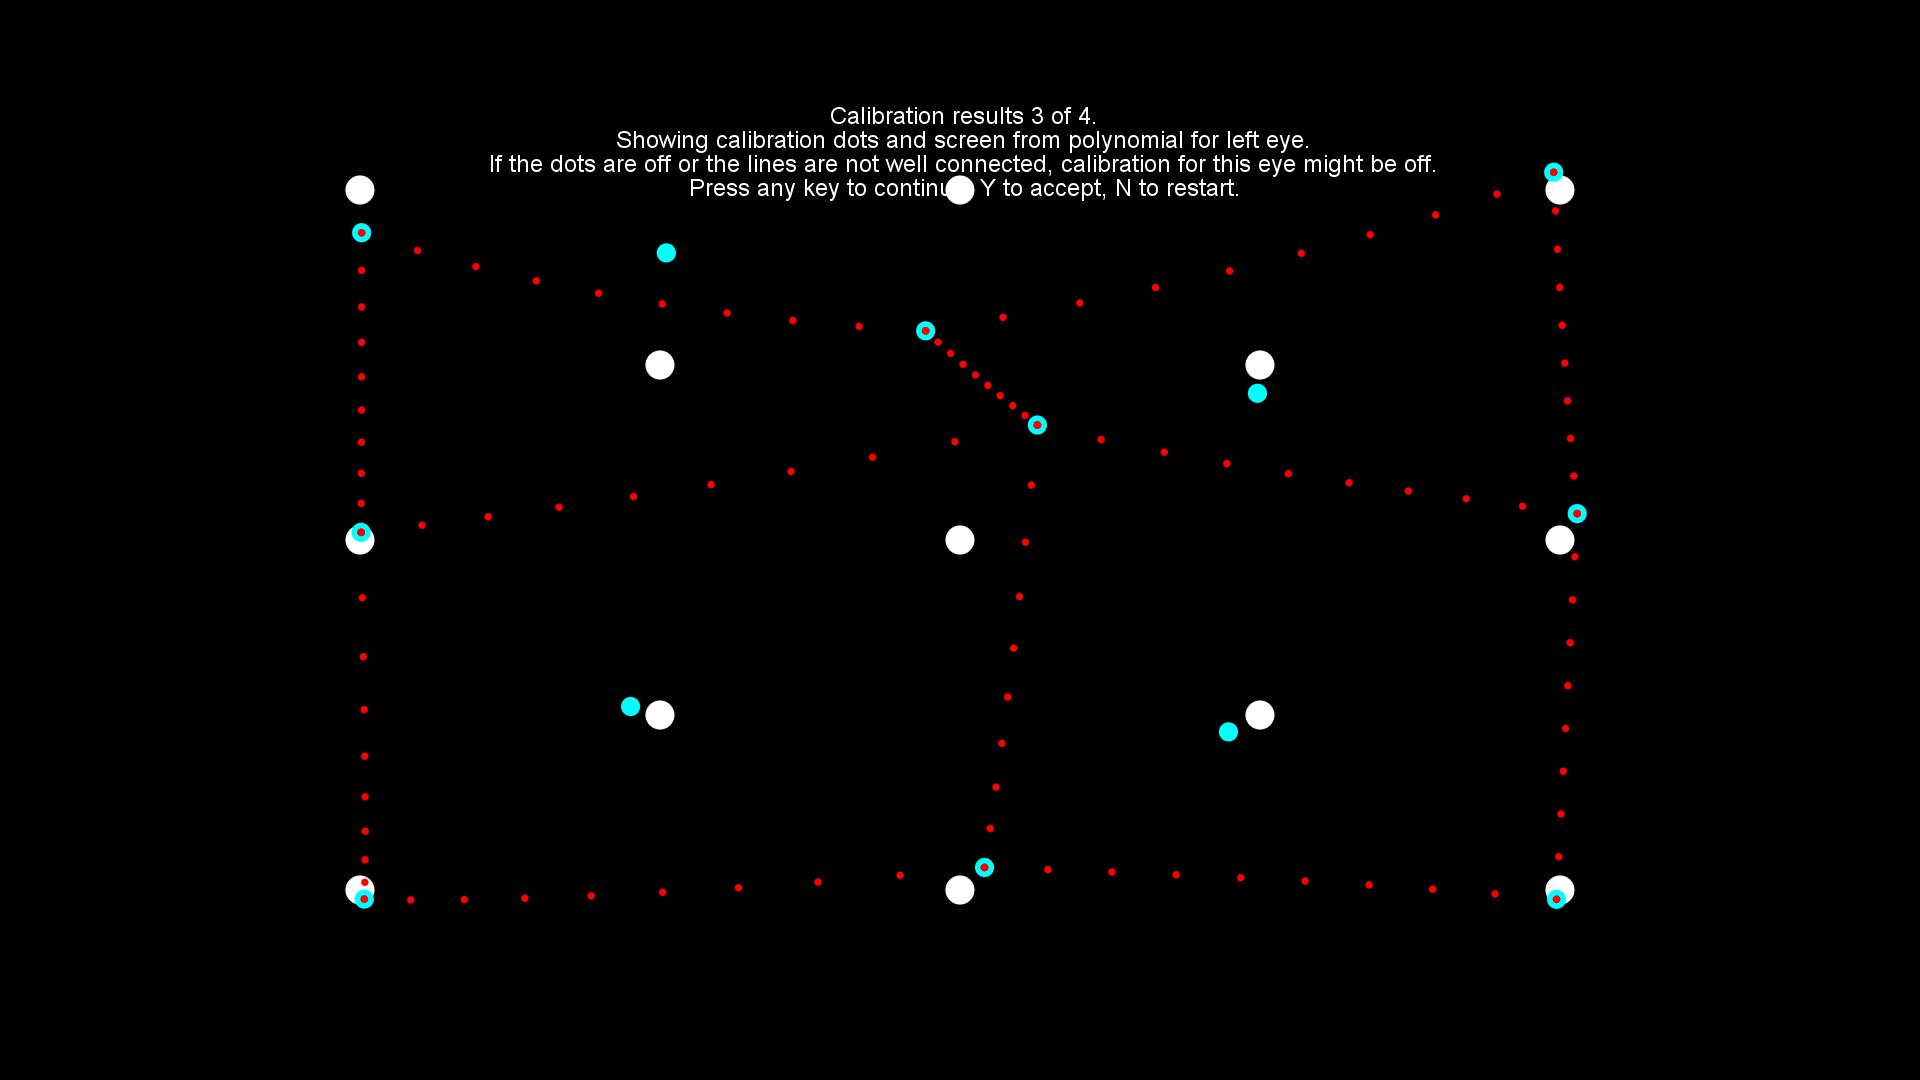 Calibration results 3 of 4.
Showing calibration dots and screen from polynomial for left eye.
If the dots are off or the lines are not well connected, calibration for this eye might be off.
Press any key to continu Y to accept, N to restart.